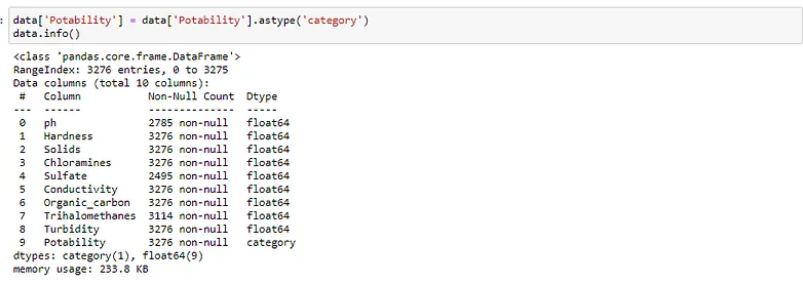 : data['Potability'] = data['Potability'].astype('category')
data.info()
<class 'pandas.core.frame.DataFrame'>
RangeIndex: 3276 entries, 0 to 3275
Data columns (total 10 columns):
 #   Column           Non-Null Count  Dtype
---  ------           --------------  -----
 0   ph               2785 non-null   float64
 1   Hardness         3276 non-null   float64
 2   Solids           3276 non-null   float64
 3   Chloramines      3276 non-null   float64
 4   Sulfate          2495 non-null   float64
 5   Conductivity     3276 non-null   float64
 6   Organic_carbon   3276 non-null   float64
 7   Trihalomethanes  3114 non-null   float64
 8   Turbidity        3276 non-null   float64
 9   Potability       3276 non-null   category
dtypes: category(1), float64(9)
memory usage: 233.8 KB